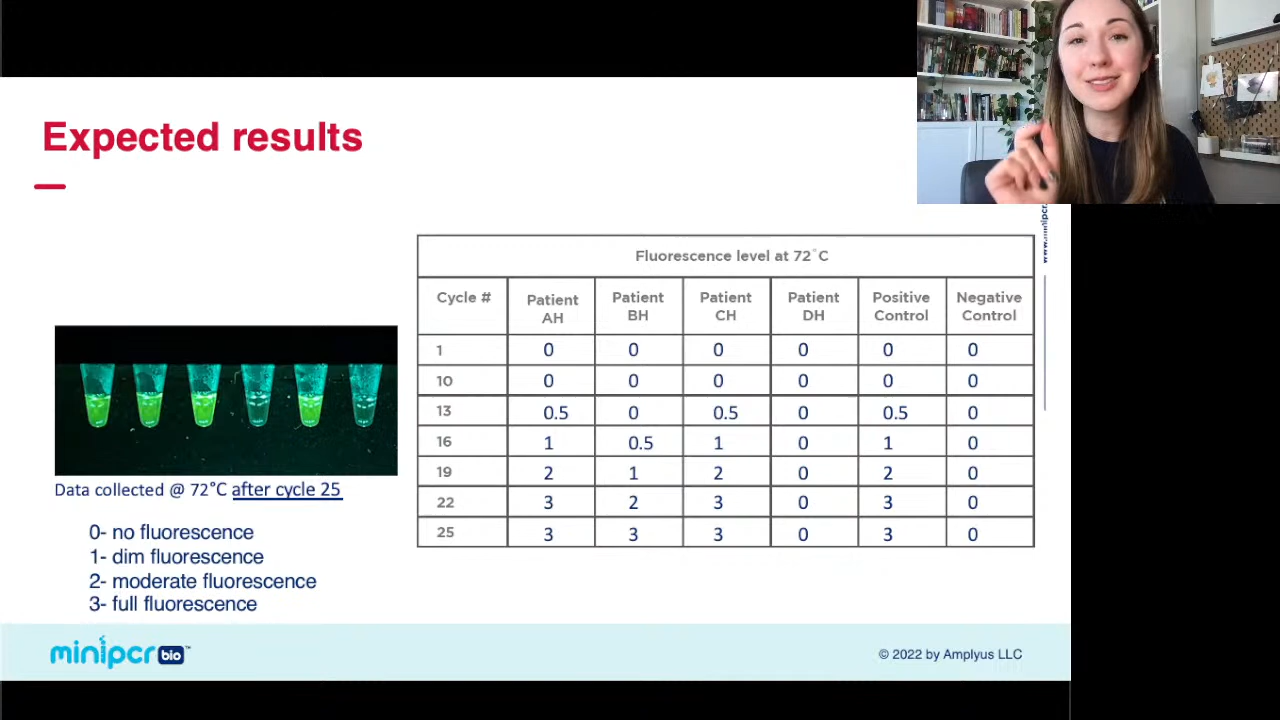 Expected results
www.minipcr.
Fluorescence level at 72°C
Cycle # Patient AH Patient BH Patient CH Patient DH Positive Control Negative Control
1 0 0 0 0 0 0
10 0 0 0 0 0 0
13 0.5 0 0.5 0 0.5 0
16 1 0.5 1 0 1 0
19 2 1 2 0 2 0
22 3 2 3 0 3 0
25 3 3 3 0 3 0
Data collected @ 72°C after cycle 25
0- no fluorescence
1- dim fluorescence
2- moderate fluorescence
3- full fluorescence
minipcr bio™
© 2022 by Amplyus LLC